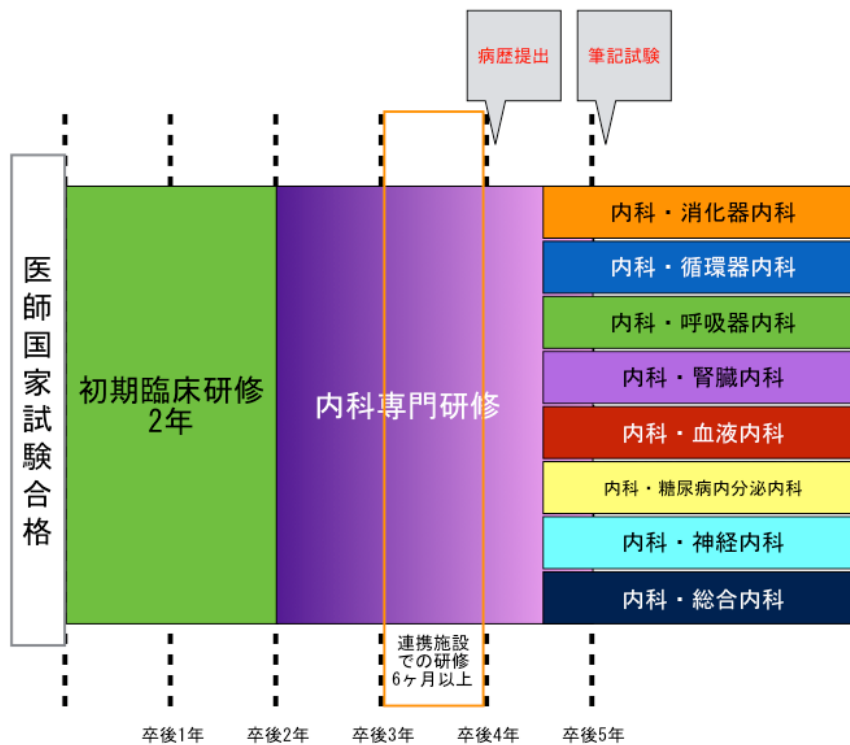 病歴提出
筆記試験
医師国家試験合格
初期臨床研修
2年
内科専門研修
内科・消化器内科
内科・循環器内科
内科・呼吸器内科
内科・腎臓内科
内科・血液内科
内科・糖尿病内分泌内科
内科・神経内科
内科・総合内科
連携施設
での研修
6ヶ月以上
卒後1年
卒後2年
卒後3年
卒後4年
卒後5年